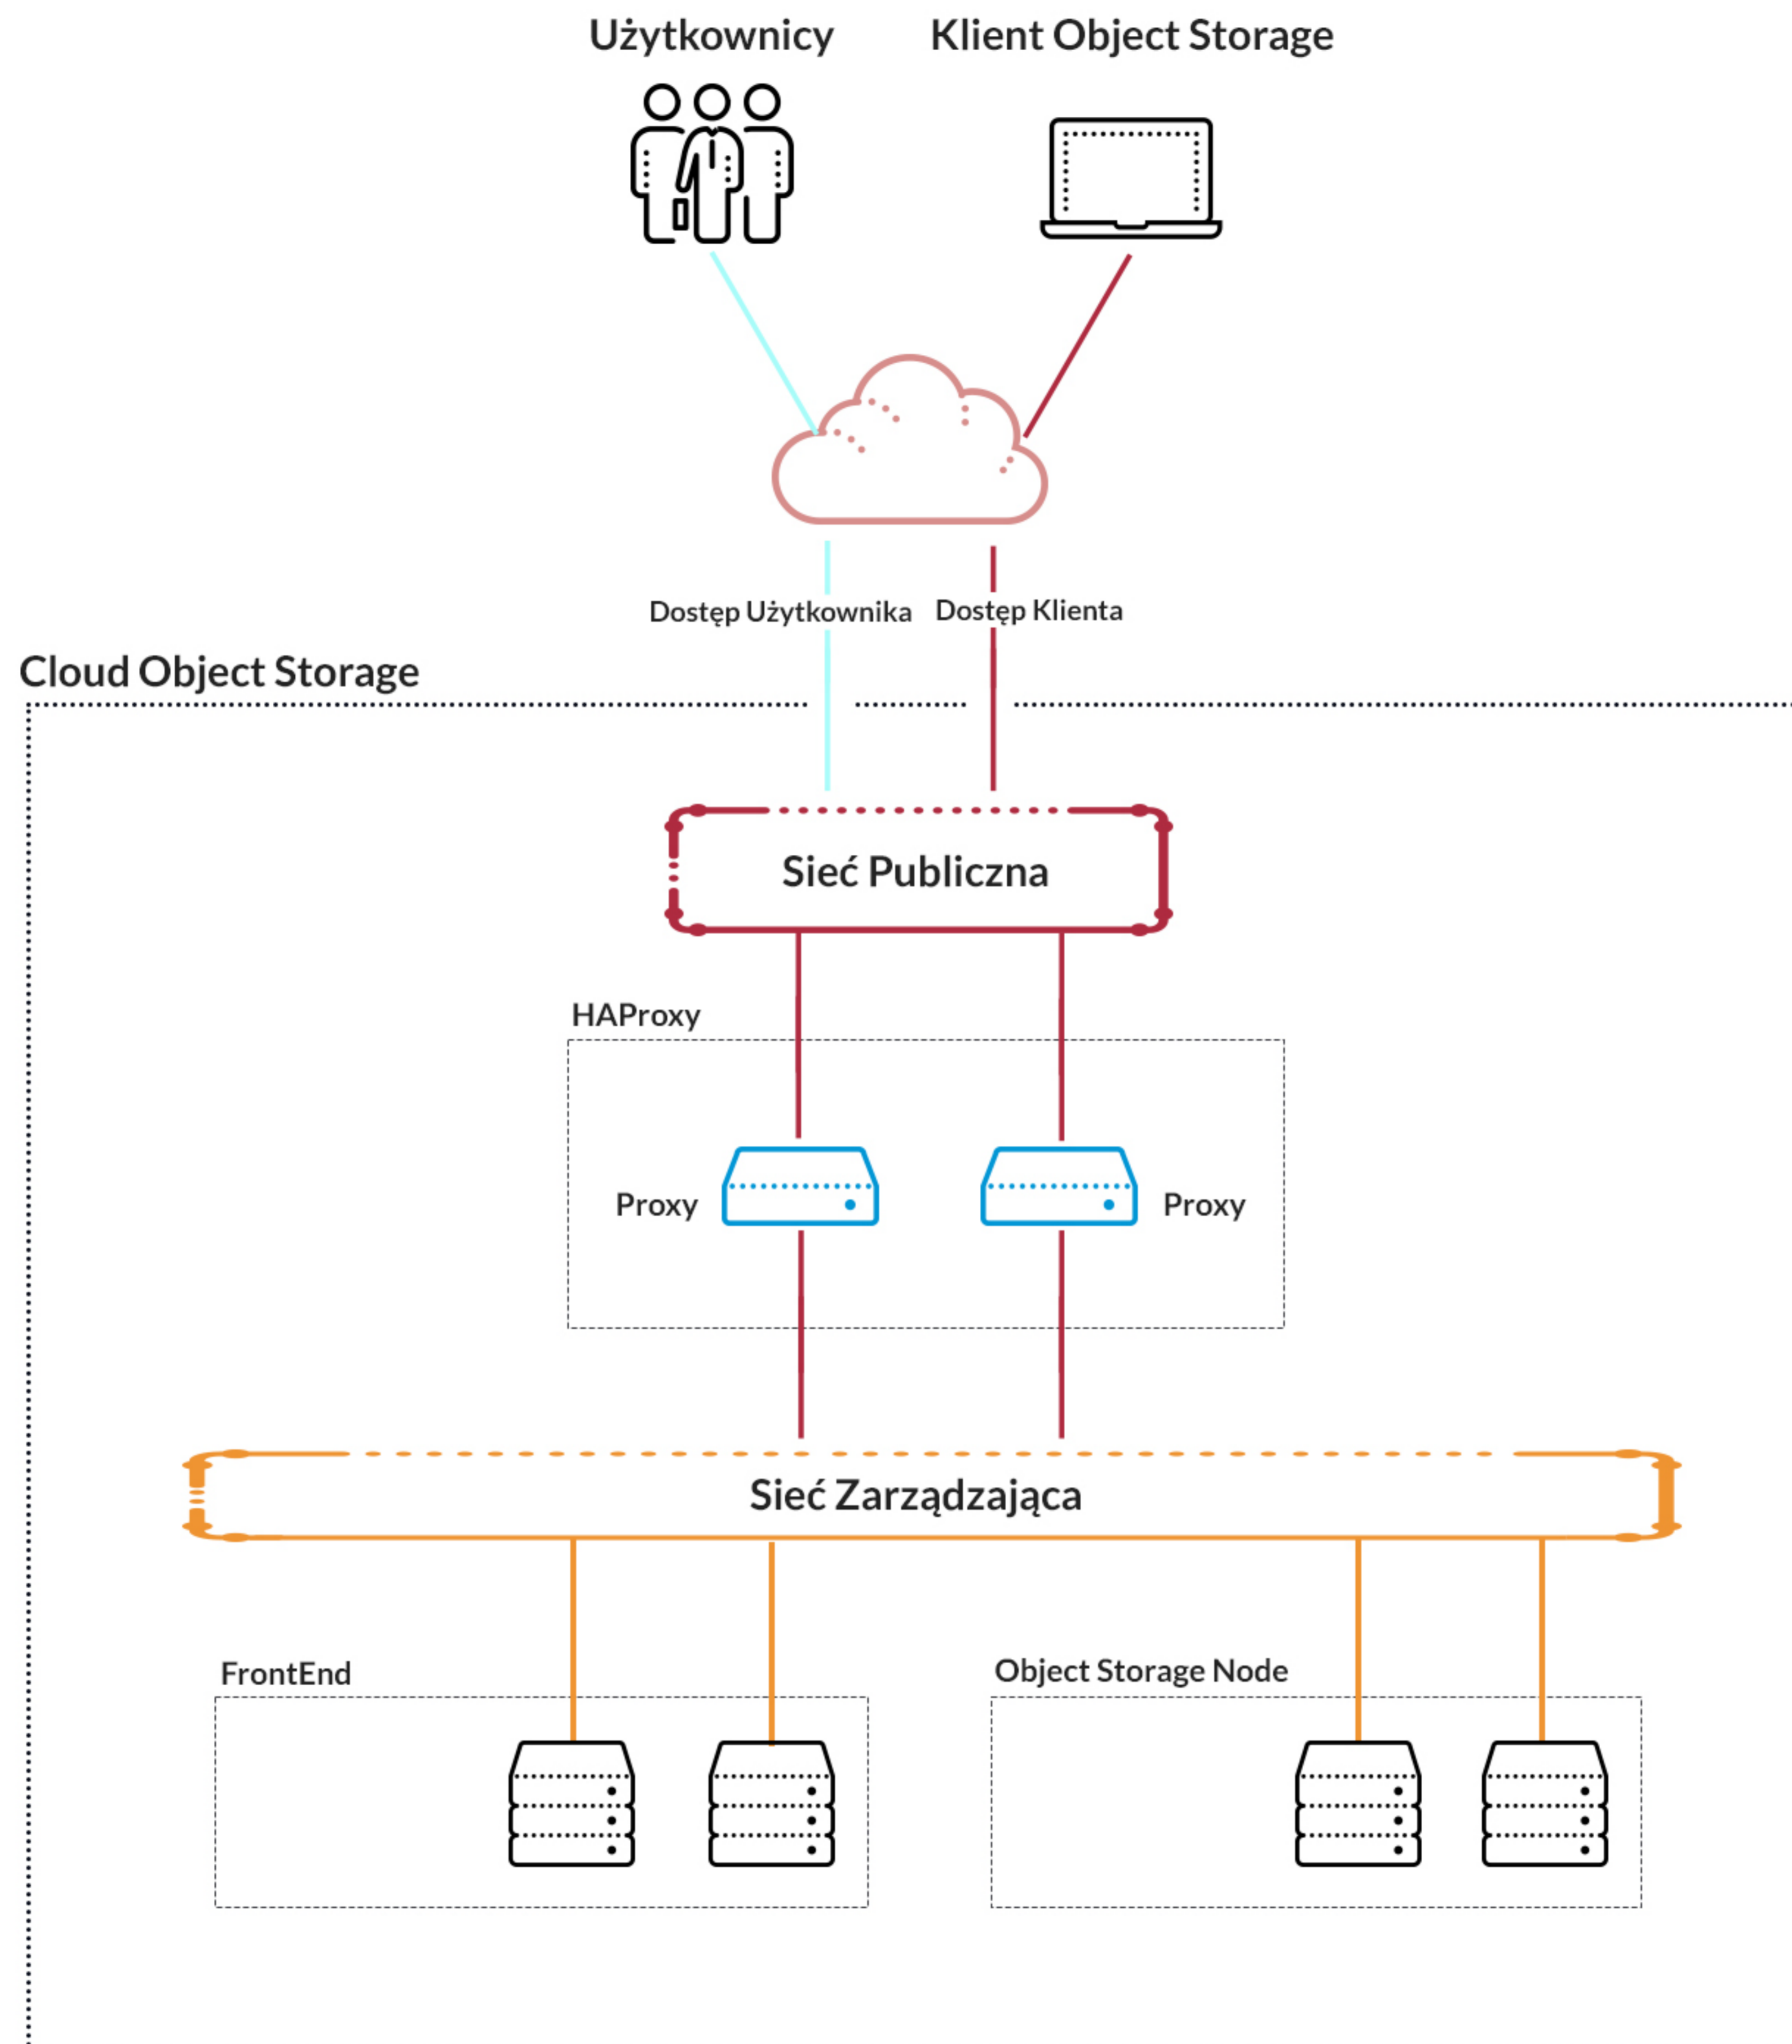 Użytkownicy
Klient Object Storage
Dostęp Użytkownika
Dostęp Klienta
Cloud Object Storage
Sieć Publiczna
HAProxy
Proxy
Proxy
Sieć Zarządzająca
FrontEnd
Object Storage Node